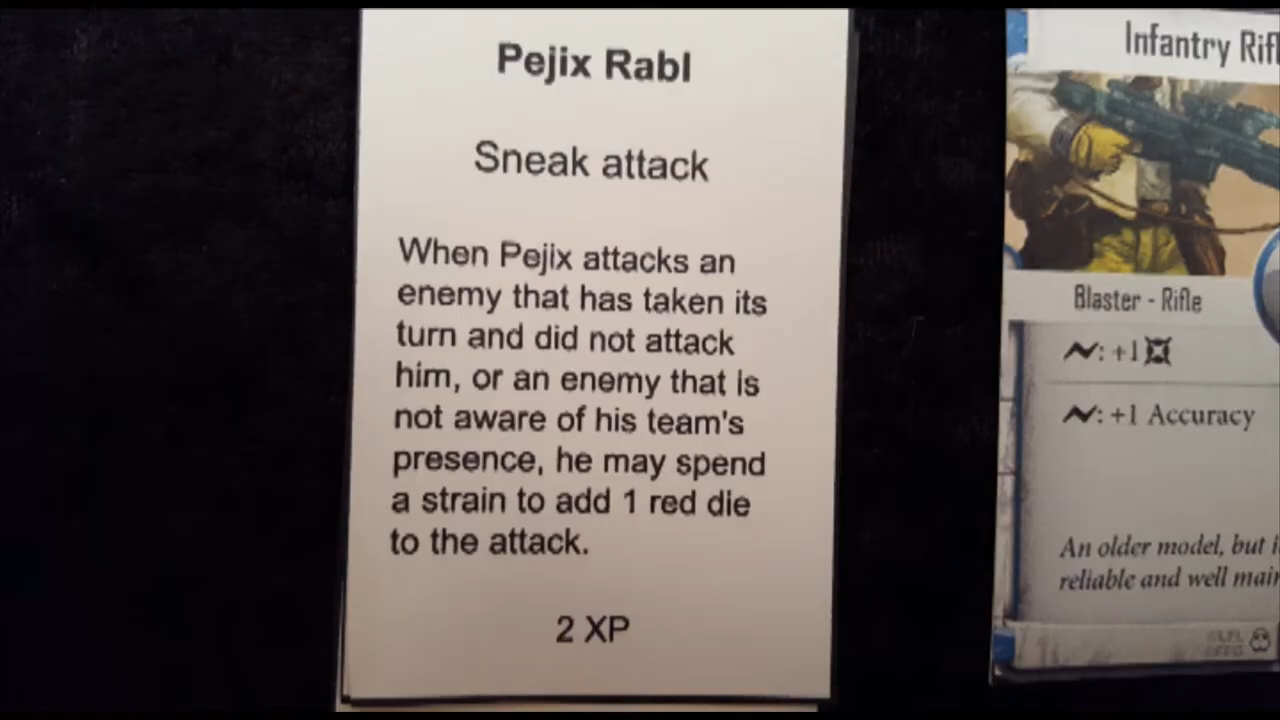 Pejix Rabl
Sneak attack
When Pejix attacks an
enemy that has taken its
turn and did not attack
him, or an enemy that is
not aware of his team's
presence, he may spend
a strain to add 1 red die
to the attack.
2 XP
Infantry
Blaster - Rifle
: +1
: +1 Accuracy
An older model, but
reliable and well
©LFL
©FFG